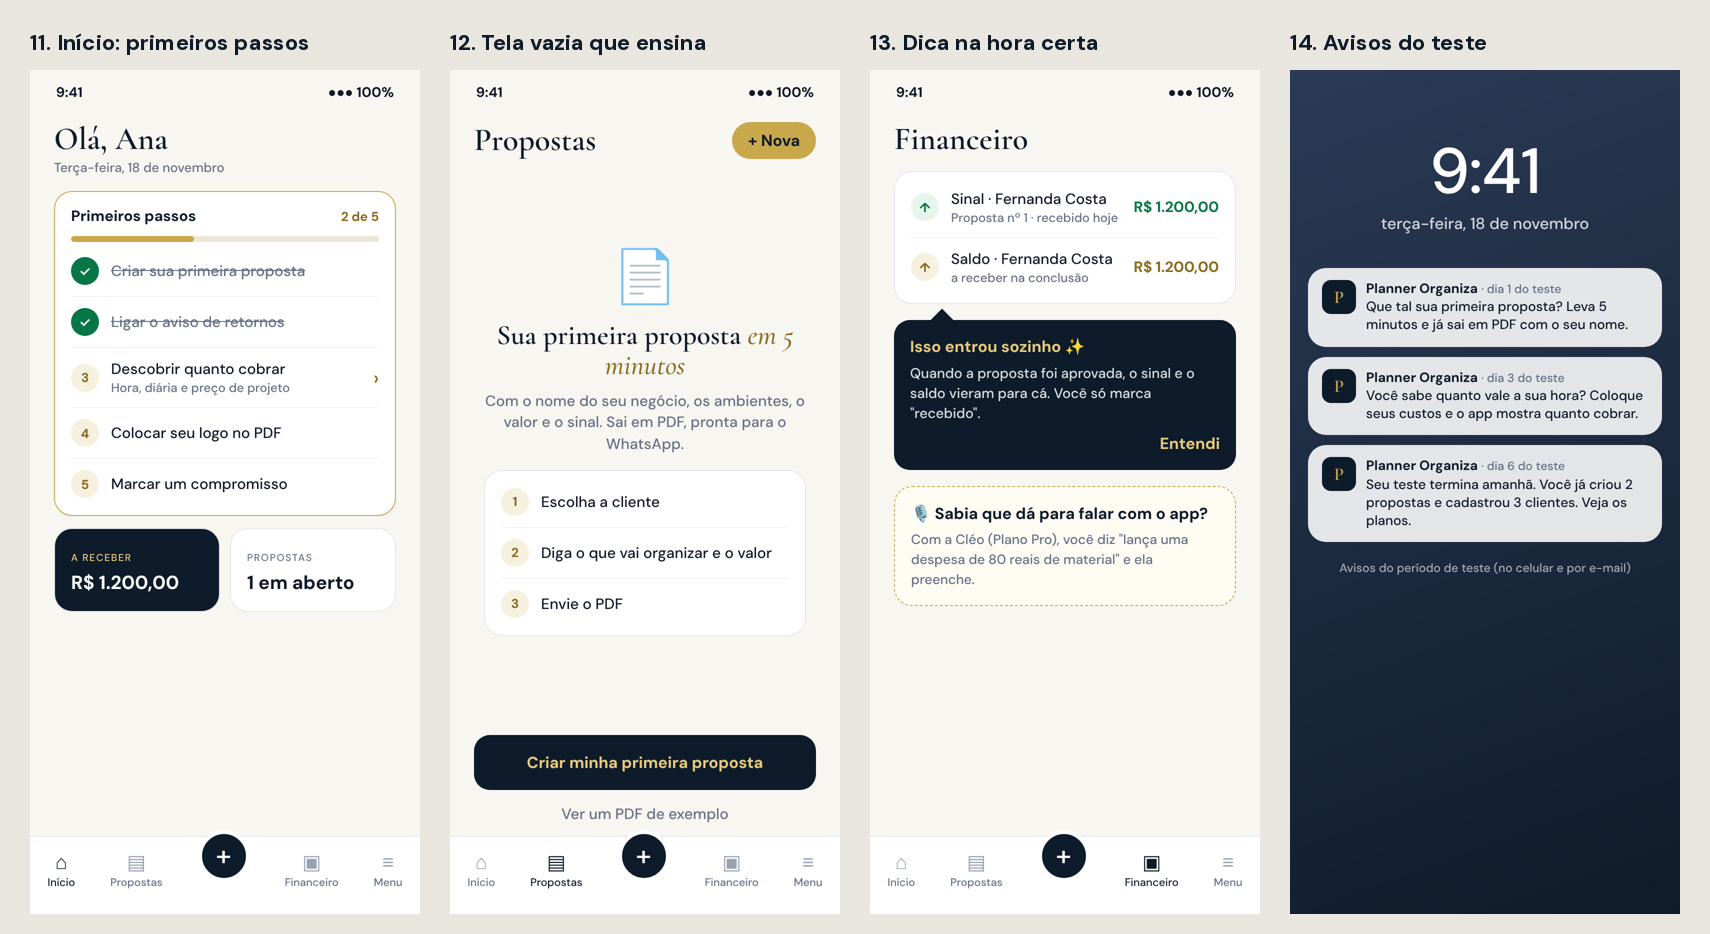 11. Início: primeiros passos
9:41
●●● 100%
Olá, Ana
Terça-feira, 18 de novembro
Primeiros passos
2 de 5
Criar sua primeira proposta
Ligar o aviso de retornos
3
Descobrir quanto cobrar
Hora, diária e preço de projeto
4
Colocar seu logo no PDF
5
Marcar um compromisso
A RECEBER
R$ 1.200,00
PROPOSTAS
1 em aberto
Início
Propostas
+
Financeiro
Menu
12. Tela vazia que ensina
9:41
●●● 100%
Propostas
+ Nova
Sua primeira proposta em 5
minutos
Com o nome do seu negócio, os ambientes, o
valor e o sinal. Sai em PDF, pronta para o
WhatsApp.
1
Escolha a cliente
2
Diga o que vai organizar e o valor
3
Envie o PDF
Criar minha primeira proposta
Ver um PDF de exemplo
Início
Propostas
+
Financeiro
Menu
13. Dica na hora certa
9:41
●●● 100%
Financeiro
Sinal · Fernanda Costa
Proposta nº 1 · recebido hoje
R$ 1.200,00
Saldo · Fernanda Costa
a receber na conclusão
R$ 1.200,00
Isso entrou sozinho ✨
Quando a proposta foi aprovada, o sinal e o
saldo vieram para cá. Você só marca
"recebido".
Entendi
🎙️ Sabia que dá para falar com o app?
Com a Cléo (Plano Pro), você diz "lança uma
despesa de 80 reais de material" e ela
preenche.
Início
Propostas
+
Financeiro
Menu
14. Avisos do teste
9:41
terça-feira, 18 de novembro
P
Planner Organiza · dia 1 do teste
Que tal sua primeira proposta? Leva 5
minutos e já sai em PDF com o seu nome.
P
Planner Organiza · dia 3 do teste
Você sabe quanto vale a sua hora? Coloque
seus custos e o app mostra quanto cobrar.
P
Planner Organiza · dia 6 do teste
Seu teste termina amanhã. Você já criou 2
propostas e cadastrou 3 clientes. Veja os
planos.
Avisos do período de teste (no celular e por e-mail)